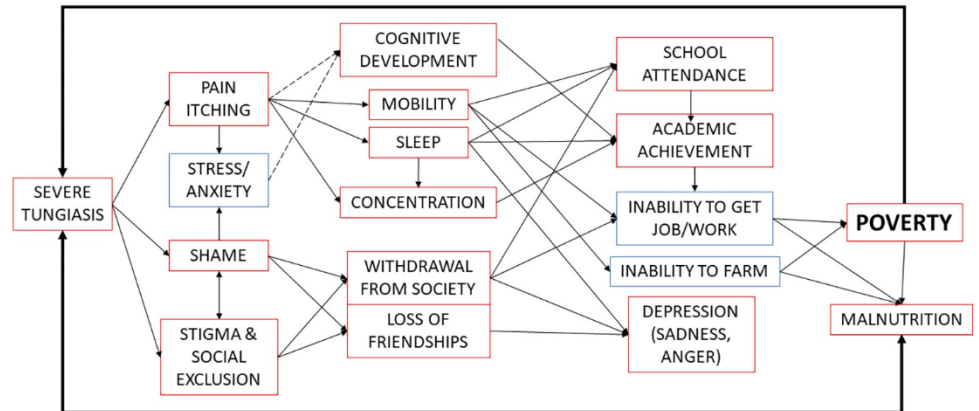 SEVERE
TUNGIASIS
PAIN
ITCHING
STRESS/
ANXIETY
SHAME
STIGMA &
SOCIAL
EXCLUSION
COGNITIVE
DEVELOPMENT
MOBILITY
SLEEP
CONCENTRATION
WITHDRAWAL
FROM SOCIETY
LOSS OF
FRIENDSHIPS
SCHOOL
ATTENDANCE
ACADEMIC
ACHIEVEMENT
INABILITY TO GET
JOB/WORK
INABILITY TO FARM
DEPRESSION
(SADNESS,
ANGER)
POVERTY
MALNUTRITION